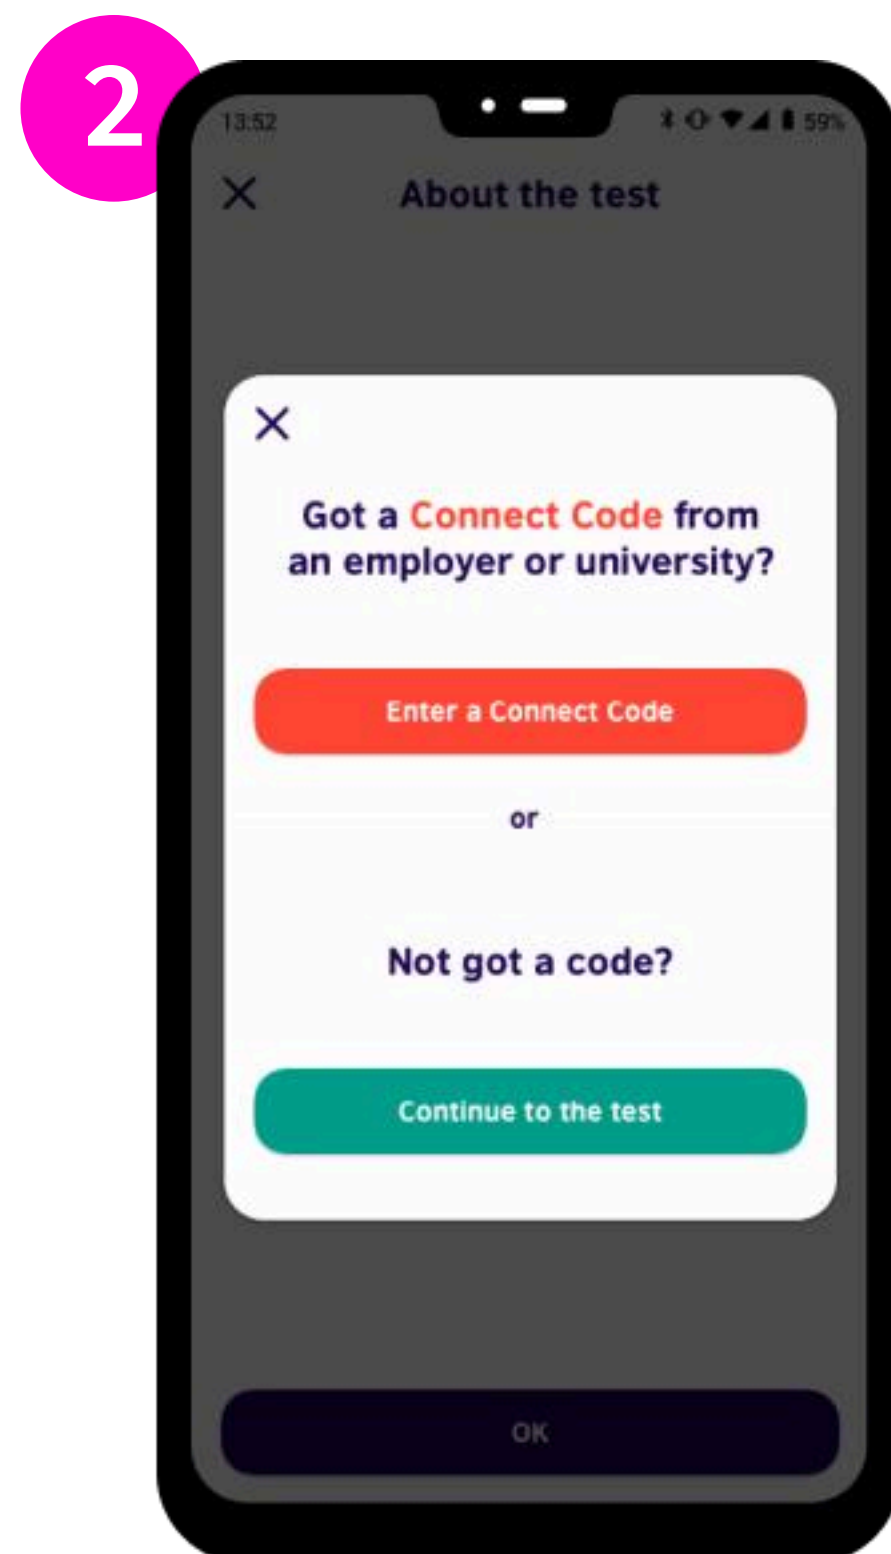 2
13:52
59%
About the test
Got a Connect Code from
an employer or university?
Enter a Connect Code
or
Not got a code?
Continue to the test
OK